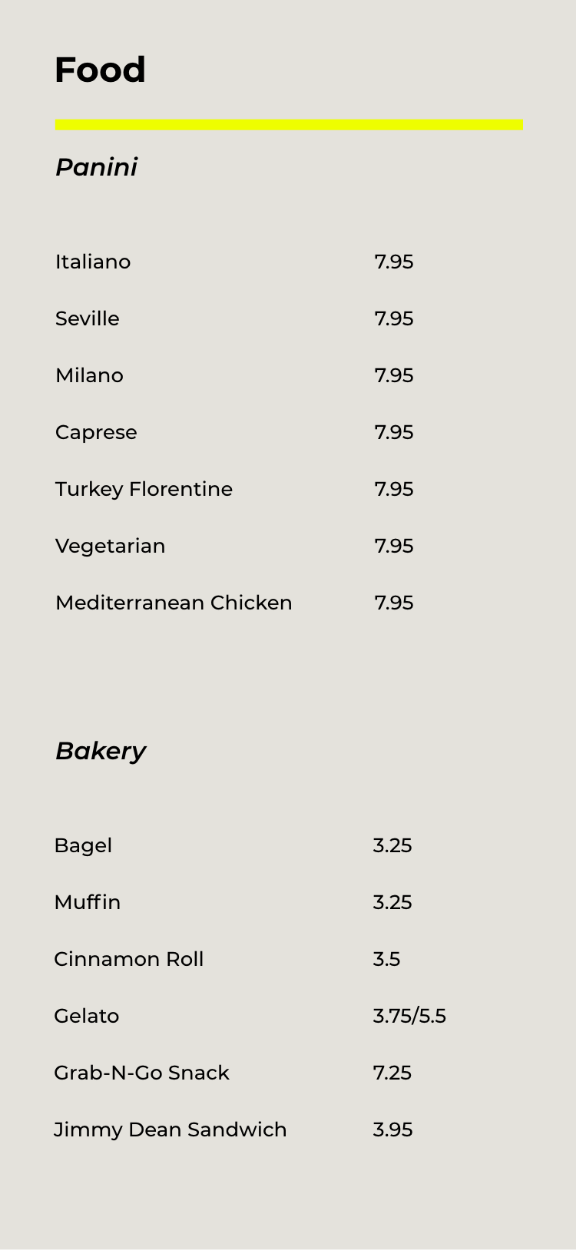 Food
Panini
Italiano 7.95
Seville 7.95
Milano 7.95
Caprese 7.95
Turkey Florentine 7.95
Vegetarian 7.95
Mediterranean Chicken 7.95
Bakery
Bagel 3.25
Muffin 3.25
Cinnamon Roll 3.5
Gelato 3.75/5.5
Grab-N-Go Snack 7.25
Jimmy Dean Sandwich 3.95